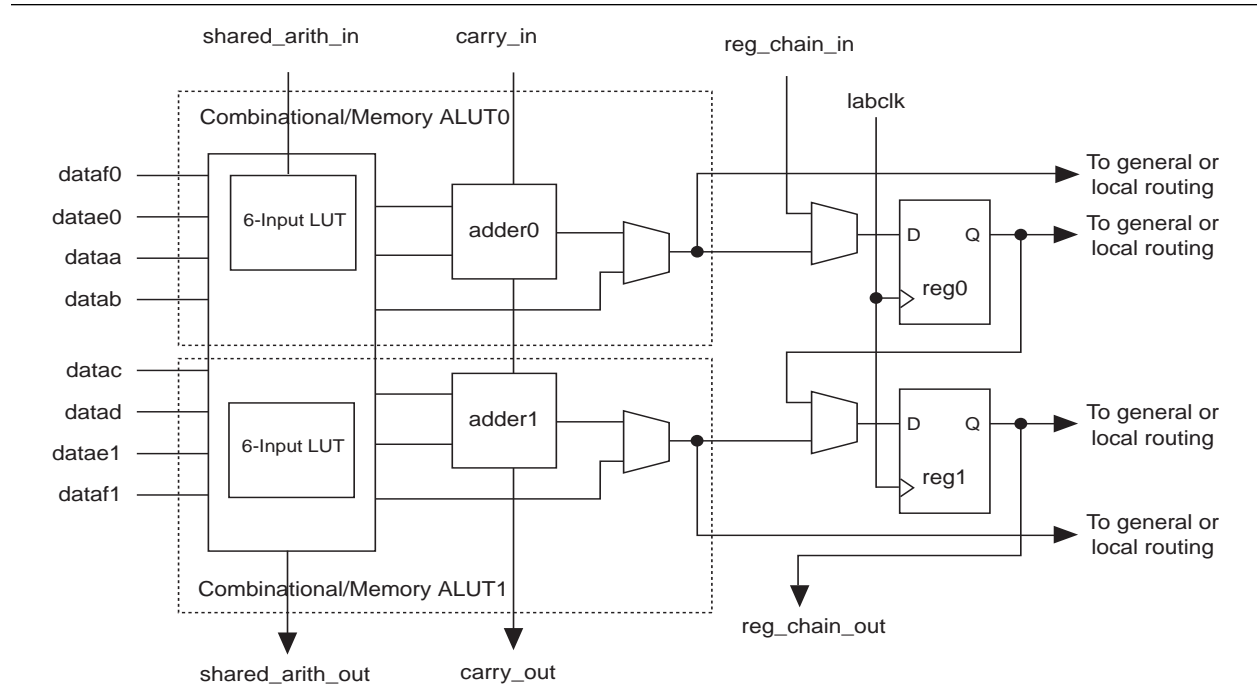 shared_arith_in
carry_in
reg_chain_in
labclk
Combinational/Memory ALUT0
dataf0
datae0
dataa
datab
6-Input LUT
adder0
D
Q
reg0
To general or
local routing
To general or
local routing
datac
datad
datae1
dataf1
6-Input LUT
adder1
D
Q
reg1
To general or
local routing
To general or
local routing
Combinational/Memory ALUT1
reg_chain_out
shared_arith_out
carry_out